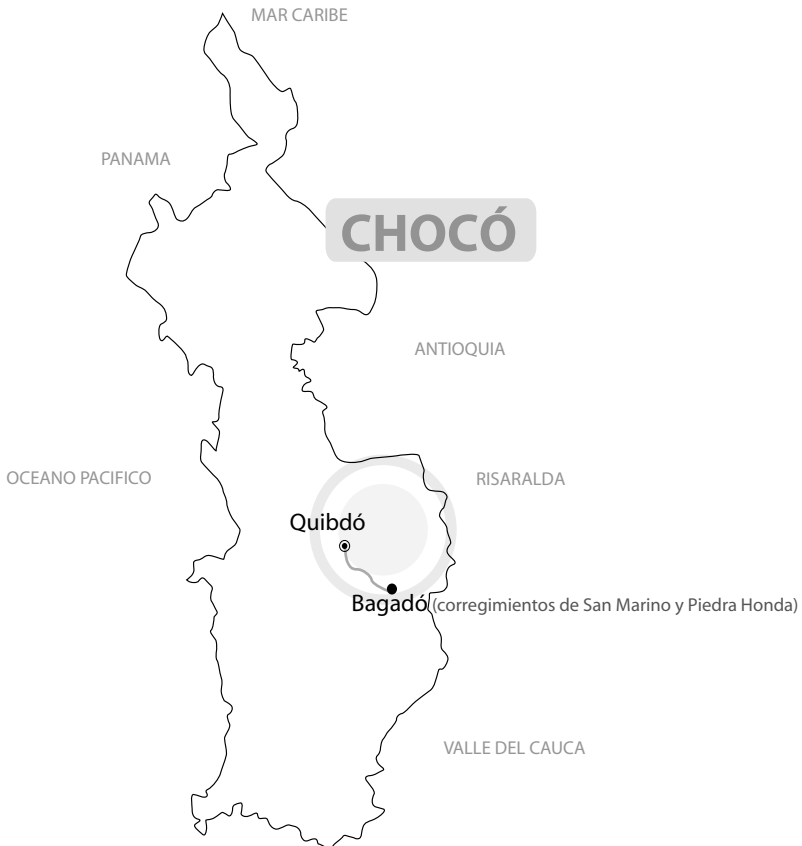 MAR CARIBE
PANAMA
CHOCÓ
ANTIOQUIA
OCEANO PACIFICO
RISARALDA
Quibdó
Bagadó (corregimientos de San Marino y Piedra Honda)
VALLE DEL CAUCA